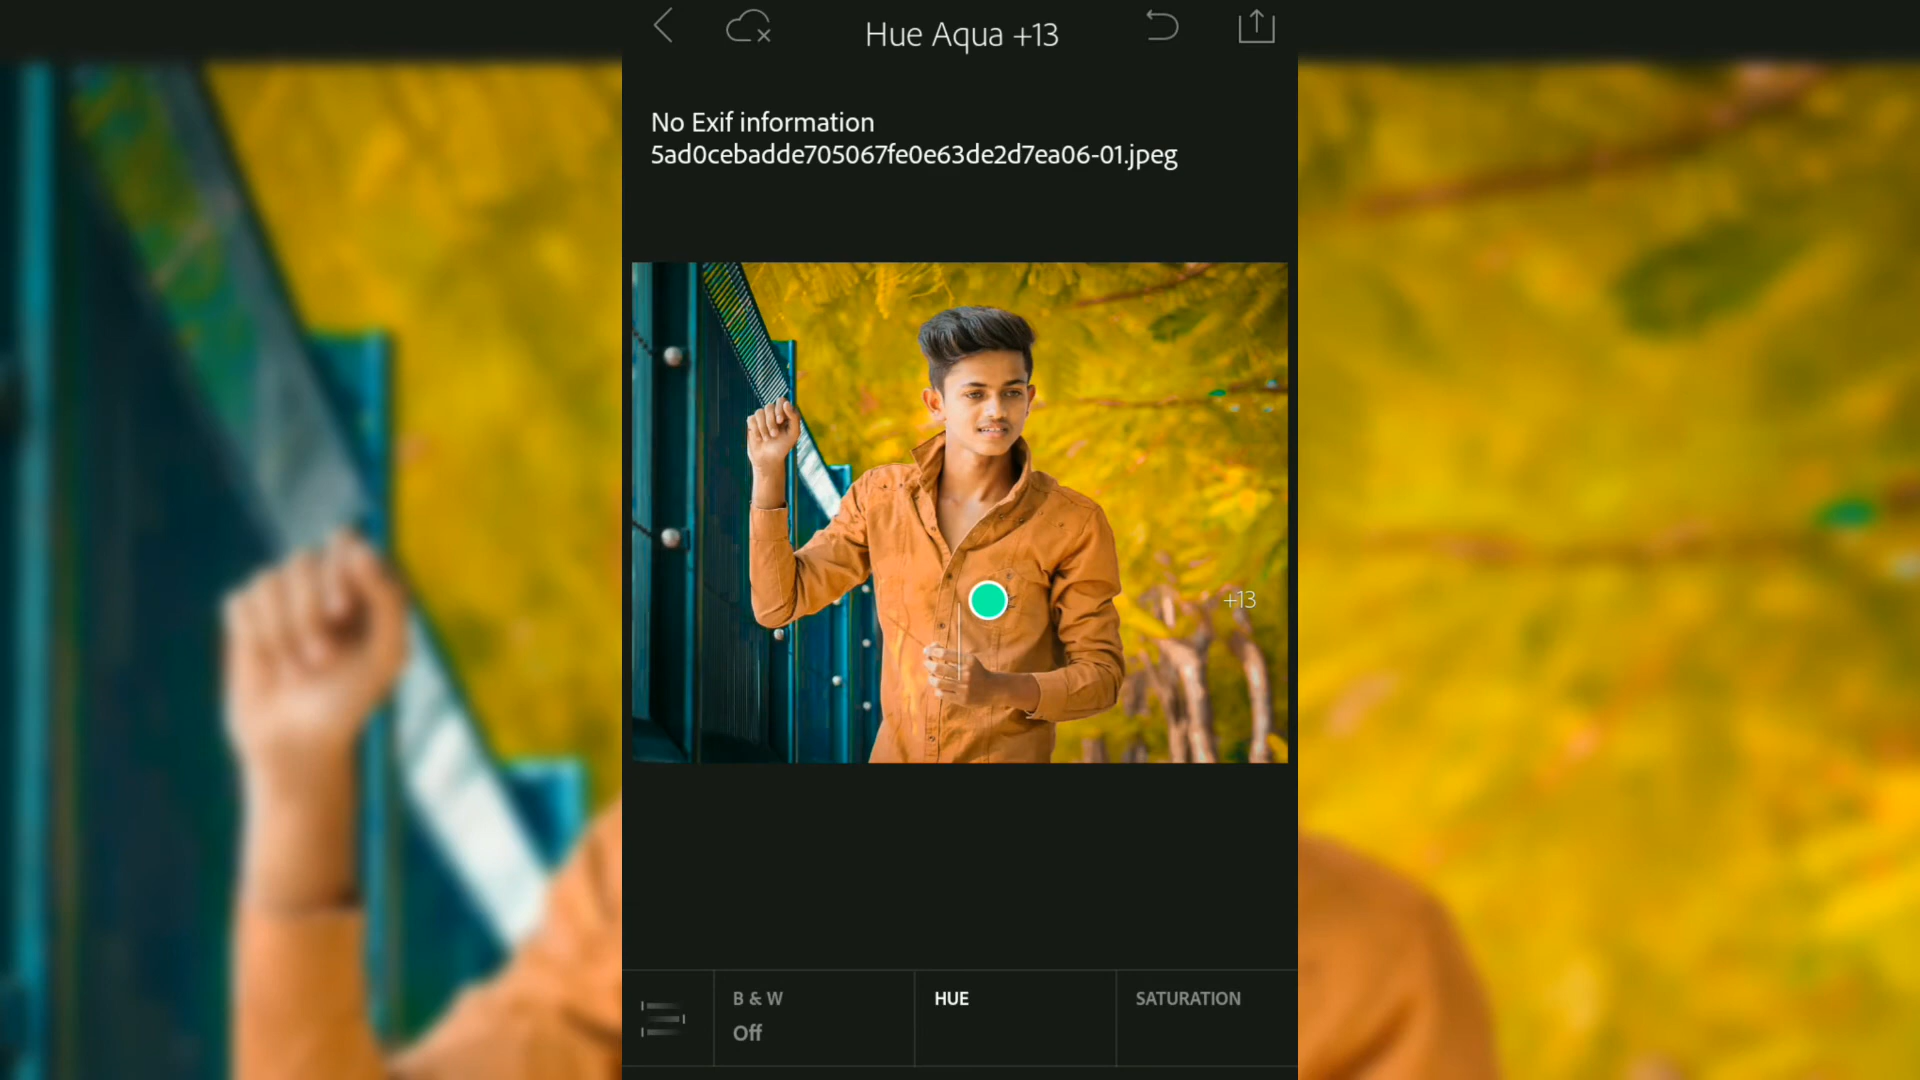 Hue Aqua +13
No Exif information
5ad0cebadde705067fe0e63de2d7ea06-01.jpeg
+13
B & W
HUE
SATURATION
Off